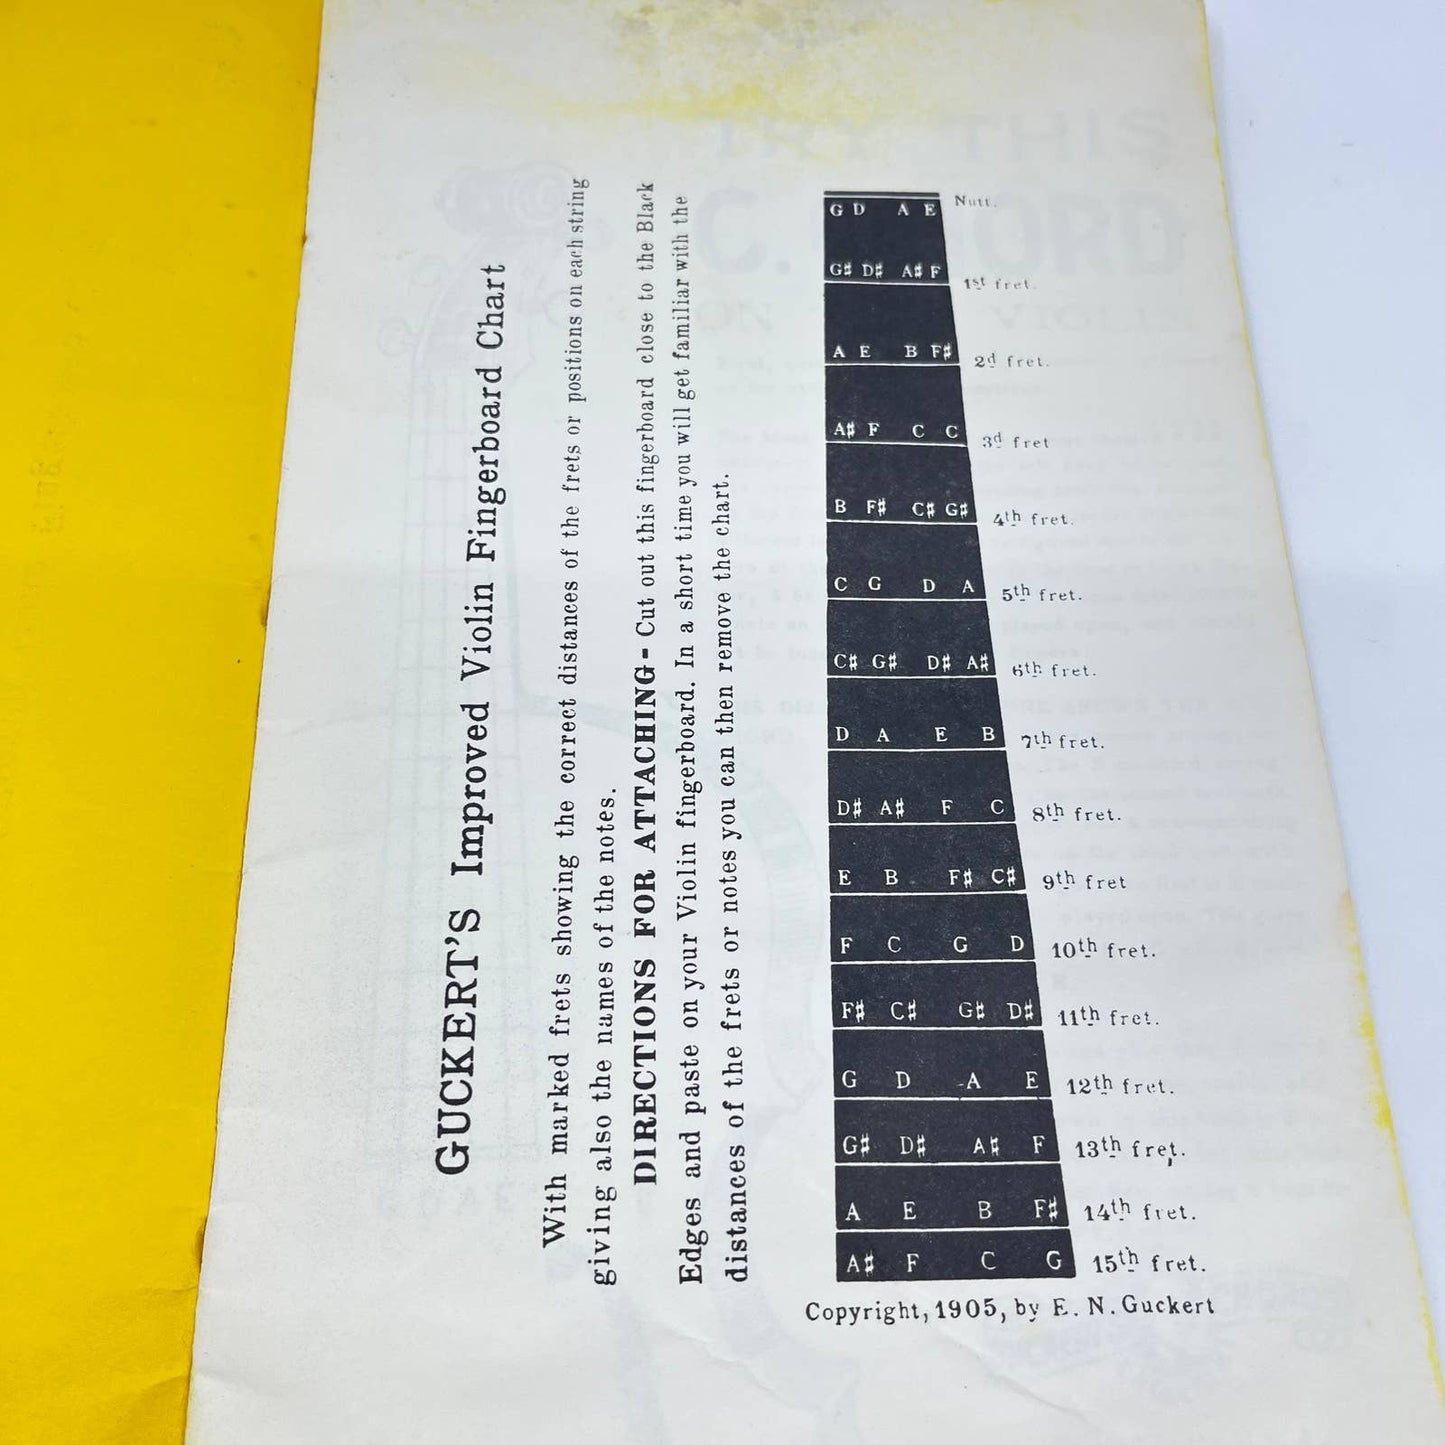 GUCKERT'S Improved Violin Fingerboard Chart
With marked frets showing the correct distances of the frets or positions on each string
giving also the names of the notes.
DIRECTIONS FOR ATTACHING- Cut out this fingerboard close to the Black
Edges and paste on your Violin fingerboard. In a short time you will get familiar with the
distances of the frets or notes you can then remove the chart.
G D A E Nutt.
G♯ D♯ A♯ F 1st fret.
A E B F♯ 2d fret.
A♯ F C C 3d fret
B F♯ C♯ G♯ 4th fret.
C G D A 5th fret.
C♯ G♯ D♯ A♯ 6th fret.
D A E B 7th fret.
D♯ A♯ F C 8th fret.
E B F♯ C♯ 9th fret
F C G D 10th fret.
F♯ C♯ G♯ D♯ 11th fret.
G D A E 12th fret.
G♯ D♯ A♯ F 13th fret.
A E B F♯ 14th fret.
A♯ F C G 15th fret.
Copyright, 1905, by E. N. Guckert